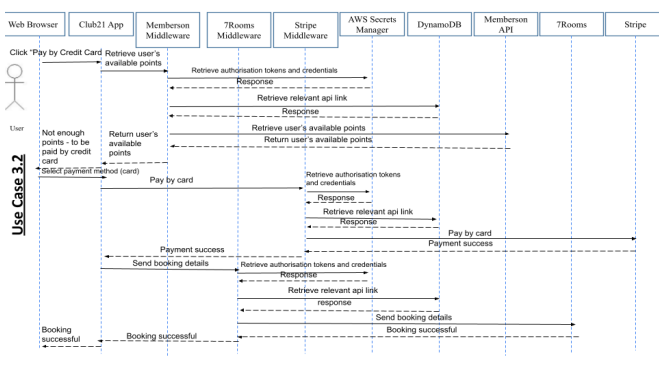 Web Browser
Club21 App
Memberson
Middleware
7Rooms
Middleware
Stripe
Middleware
AWS Secrets
Manager
DynamoDB
Memberson
API
7Rooms
Stripe
Click "Pay by Credit Card
Retrieve user's
available points
Retrieve authorisation tokens and credentials
Response
Retrieve relevant api link
Response
User
Retrieve user's available points
Return user's available points
Not enough
points - to be
paid by credit
card
Return user's
available
points
Use Case 3.2
Select payment method (card)
Pay by card
Retrieve authorisation tokens
and credentials
Response
Retrieve relevant api link
Response
Pay by card
Payment success
Payment success
Send booking details
Retrieve authorisation tokens and credentials
Response
Retrieve relevant api link
response
Send booking details
Booking successful
Booking successful
Booking
successful